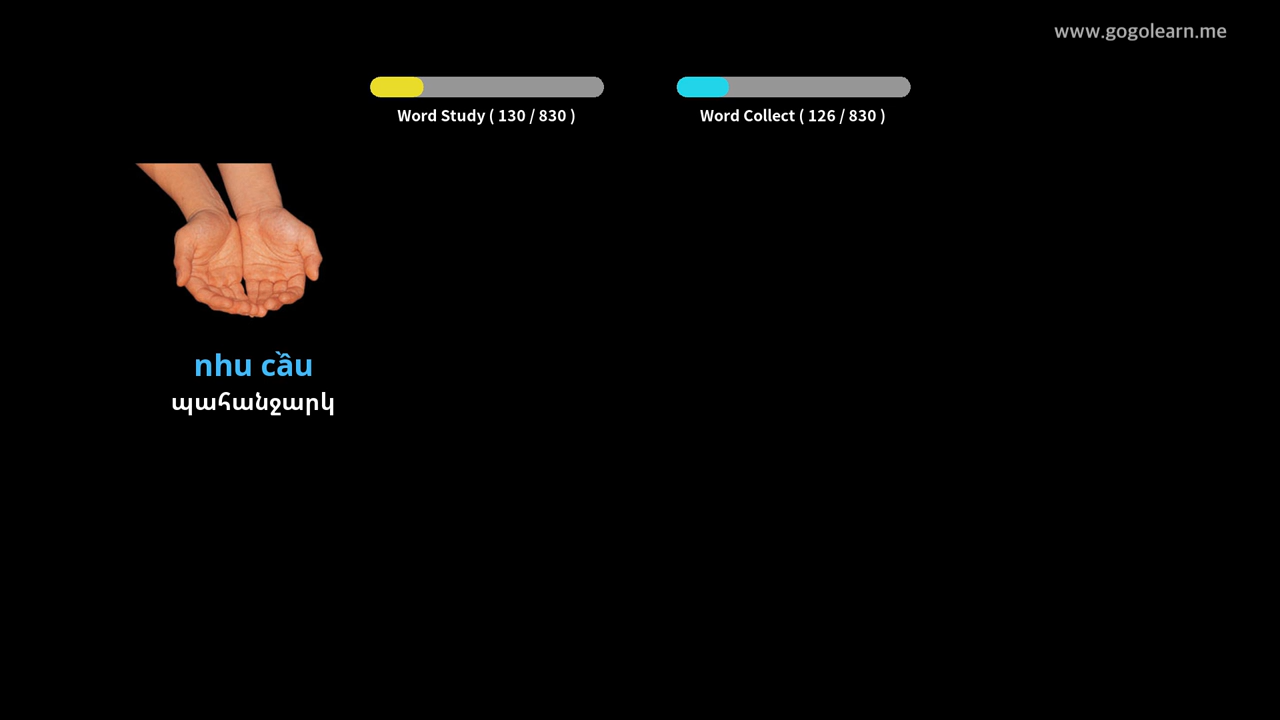 www.gogolearn.me
Word Study ( 130 / 830 )
Word Collect ( 126 / 830 )
nhu cầu
պահանջարկ